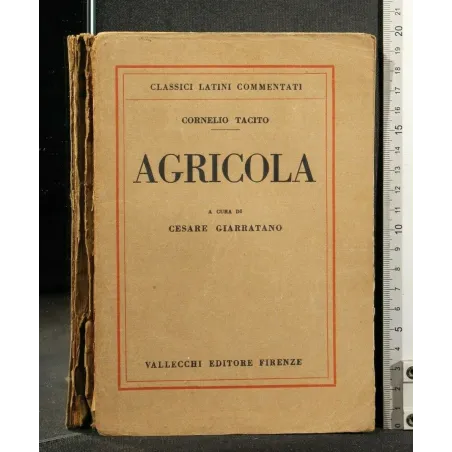 CLASSICI LATINI COMMENTATI
CORNELIO TACITO
AGRICOLA
A CURA DI
CESARE GIARRATANO
VALLECCHI EDITORE FIRENZE